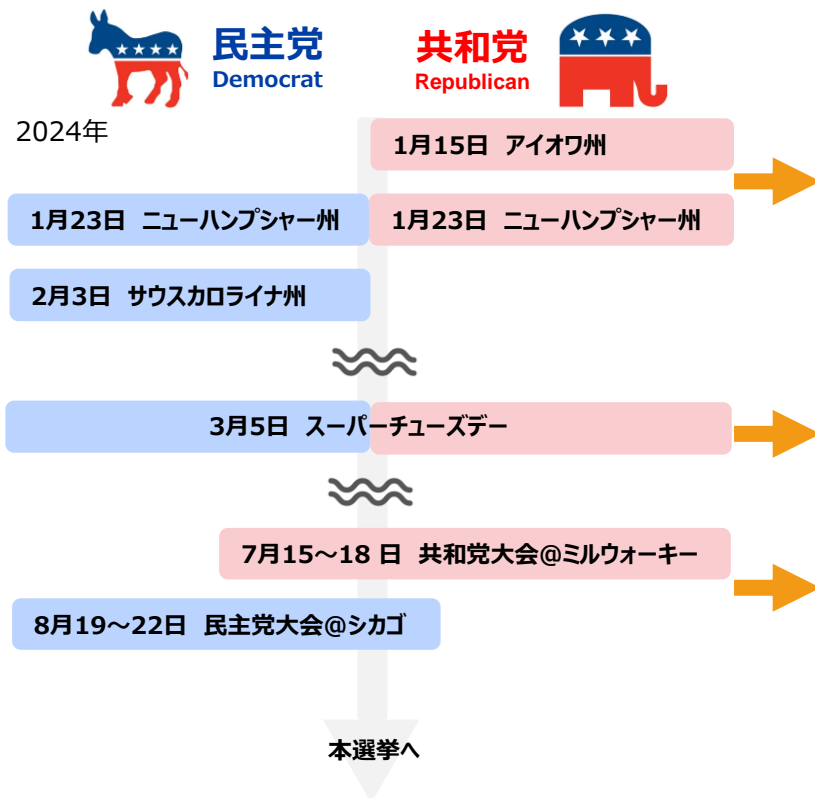 民主党
Democrat
共和党
Republican
2024年
1月15日 アイオワ州
1月23日 ニューハンプシャー州
1月23日 ニューハンプシャー州
2月3日 サウスカロライナ州
3月5日 スーパーチューズデー
7月15～18 日 共和党大会@ミルウォーキー
8月19～22日 民主党大会@シカゴ
本選挙へ